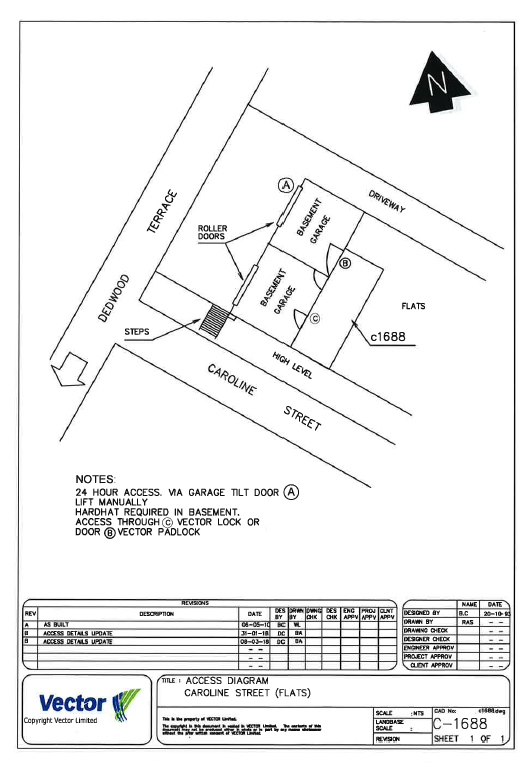 N
A
DRIVEWAY
TERRACE
ROLLER
DOORS
BASEMENT
GARAGE
B
DEDWOOD
BASEMENT
GARAGE
FLATS
C
STEPS
c1688
HIGH LEVEL
CAROLINE
STREET
NOTES:
24 HOUR ACCESS. VIA GARAGE TILT DOOR A
LIFT MANUALLY
HARDHAT REQUIRED IN BASEMENT.
ACCESS THROUGH C VECTOR LOCK OR
DOOR B VECTOR PADLOCK
REVISIONS
REV DESCRIPTION DATE DES BY DRWN BY DWNG CHK DES CHK ENG APPV PROJ APPV CLNT APPV
A AS BUILT 06-05-10 BC WL
B ACCESS DETAILS UPDATE 31-01-18 DC BA
B ACCESS DETAILS UPDATE 08-03-18 DC BA
- -
- -
NAME DATE
DESIGNED BY B.C 20-10-93
DRAWN BY RAS - -
DRAWING CHECK - -
DESIGNER CHECK - -
ENGINEER APPROV - -
PROJECT APPROV - -
CLIENT APPROV - -
Vector
Copyright Vector Limited
TITLE : ACCESS DIAGRAM
CAROLINE STREET (FLATS)
This is the property of VECTOR Limited.
The copyright in this document is vested in VECTOR Limited. The contents of this
document may not be produced either in whole or in part by any means whatsoever
without the prior written consent of VECTOR Limited.
SCALE :NTS
LANDBASE
SCALE :
REVISION
CAD No: c1688.dwg
C-1688
SHEET 1 OF 1